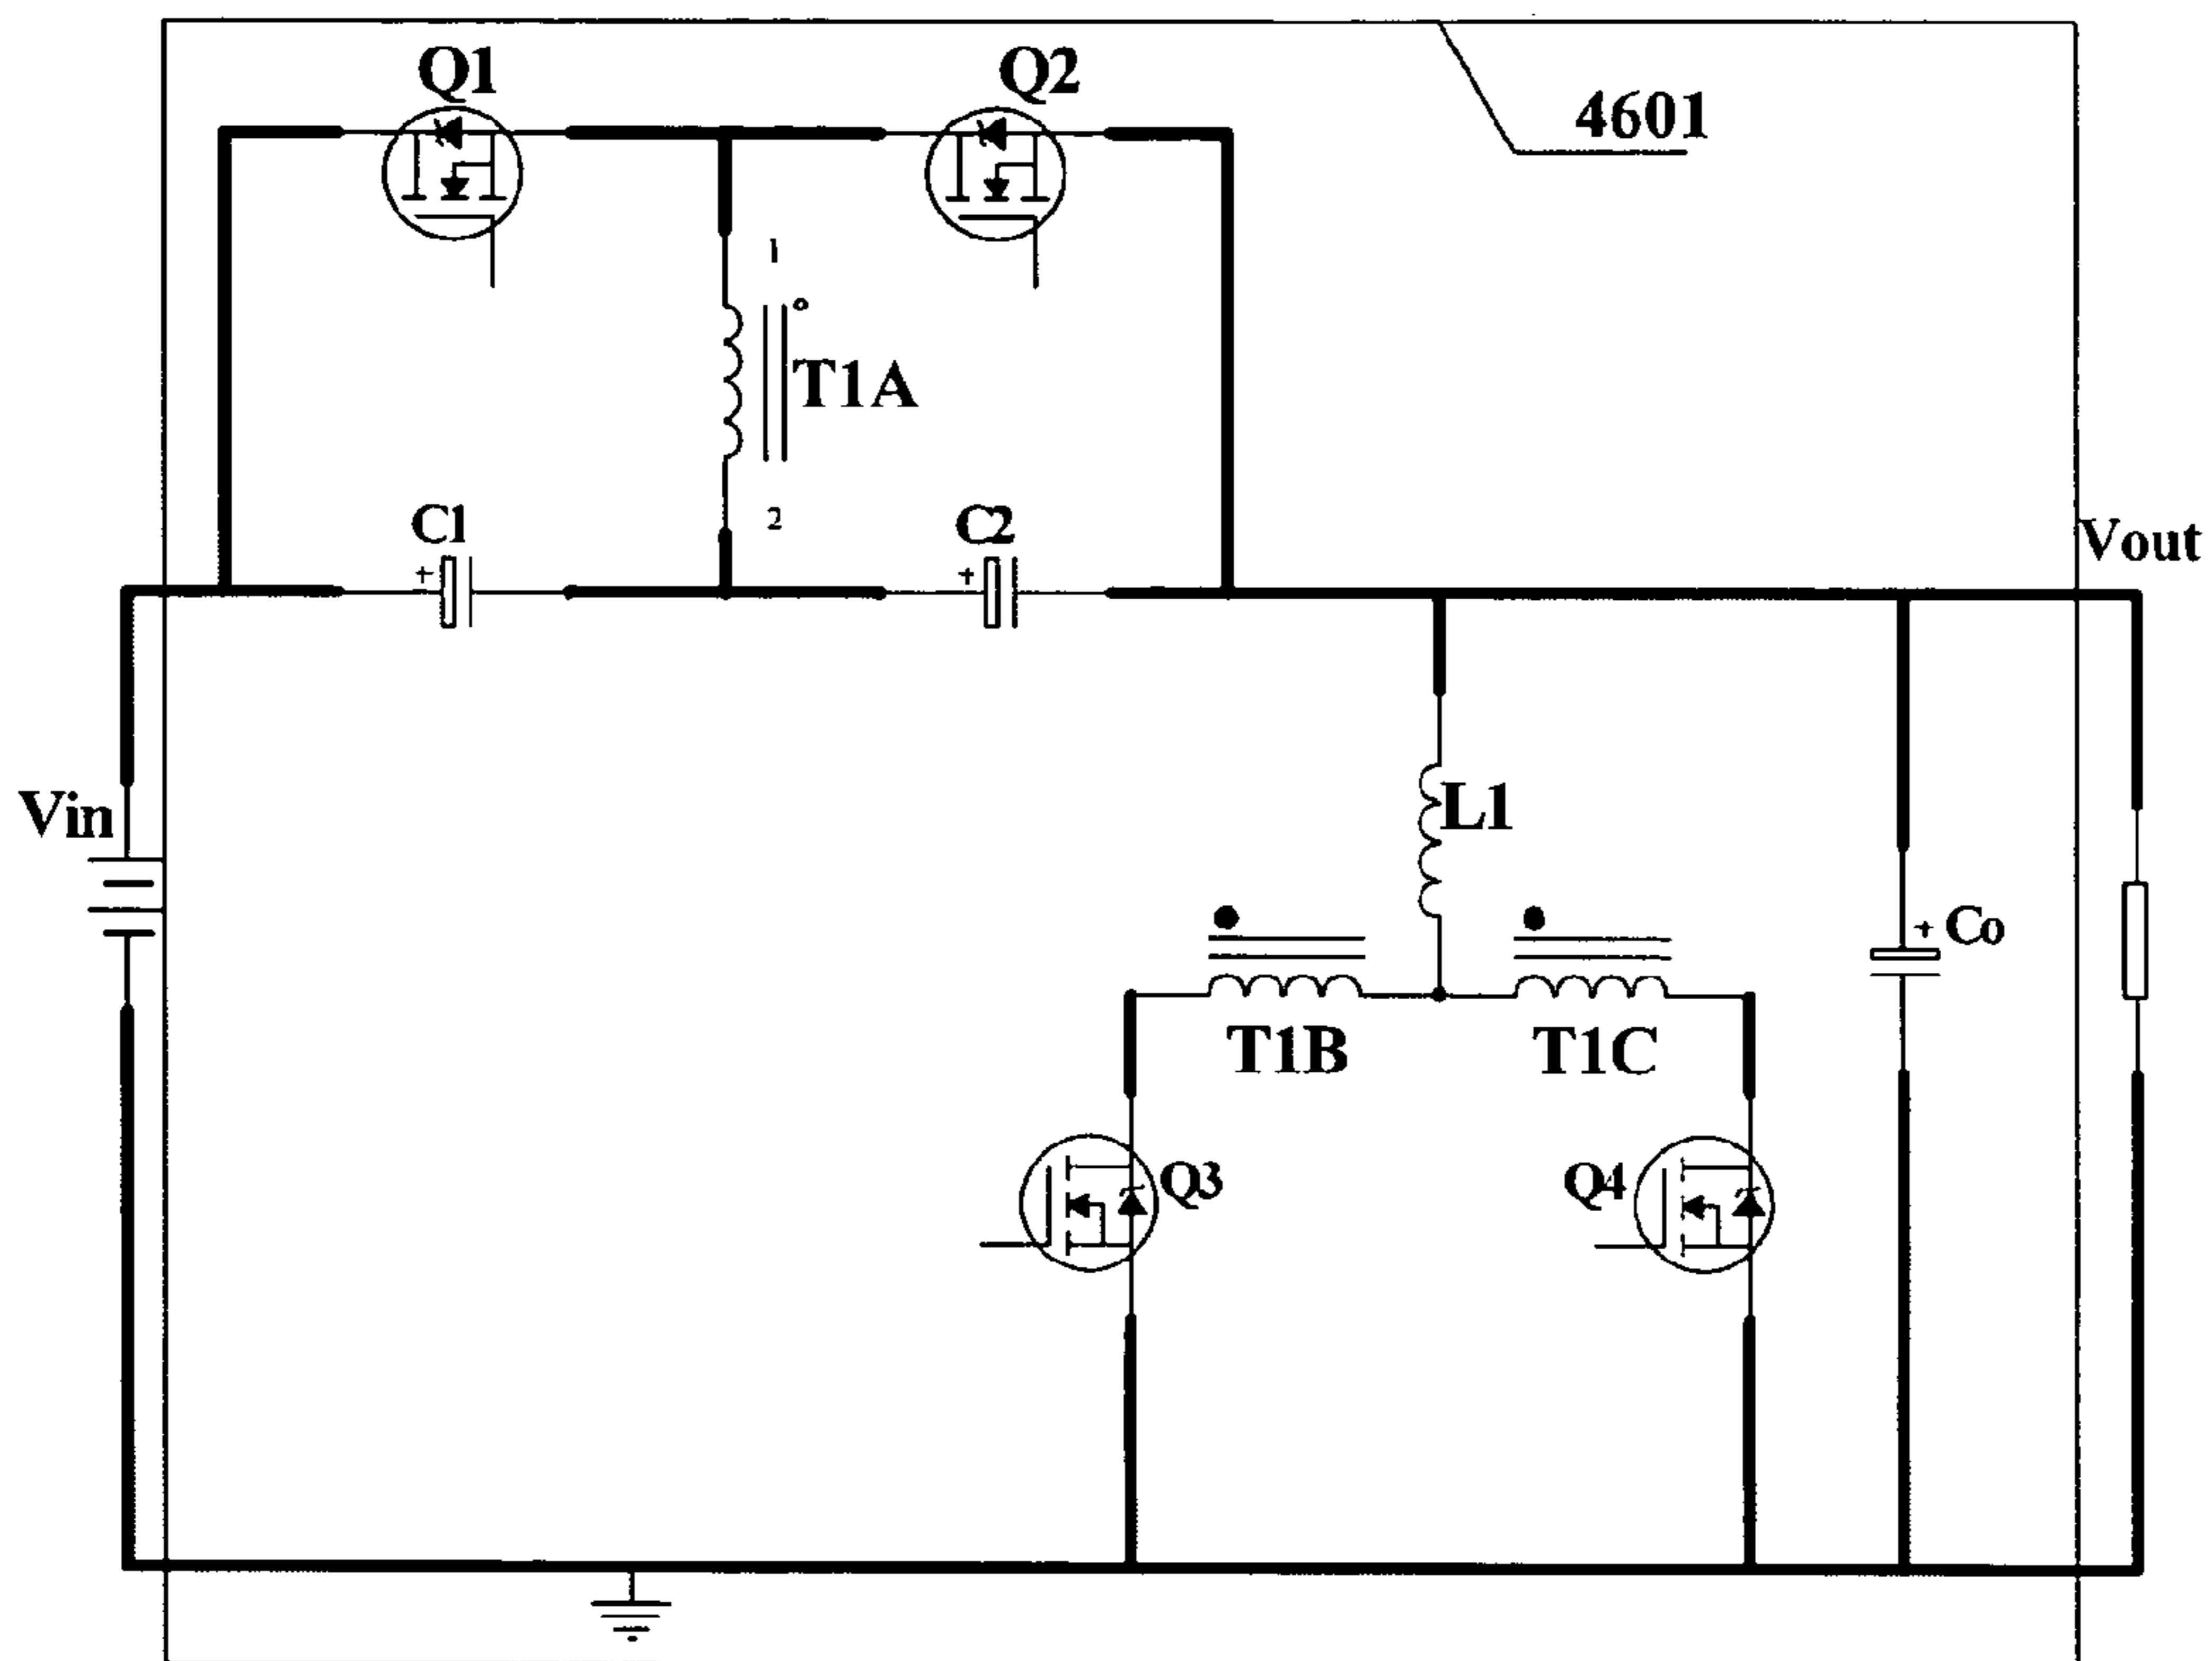 Q1
Q2
4601
1
T1A
2
C1
+
C2
+
Vout
Vin
L1
+ Co
T1B
T1C
Q3
Q4